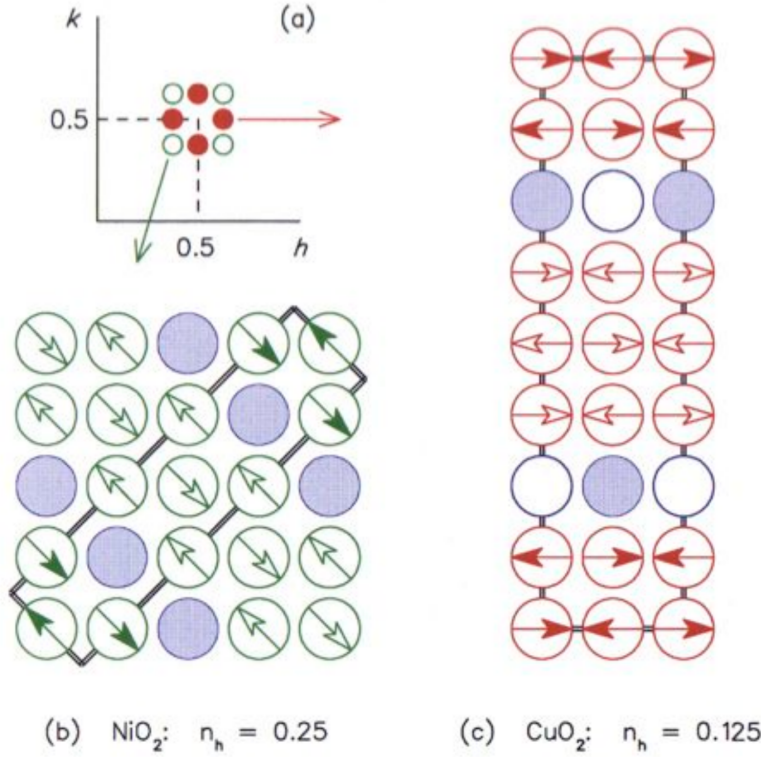 k
(a)
0.5
0.5
h
(b) NiO₂: nₕ = 0.25
(c) CuO₂: nₕ = 0.125